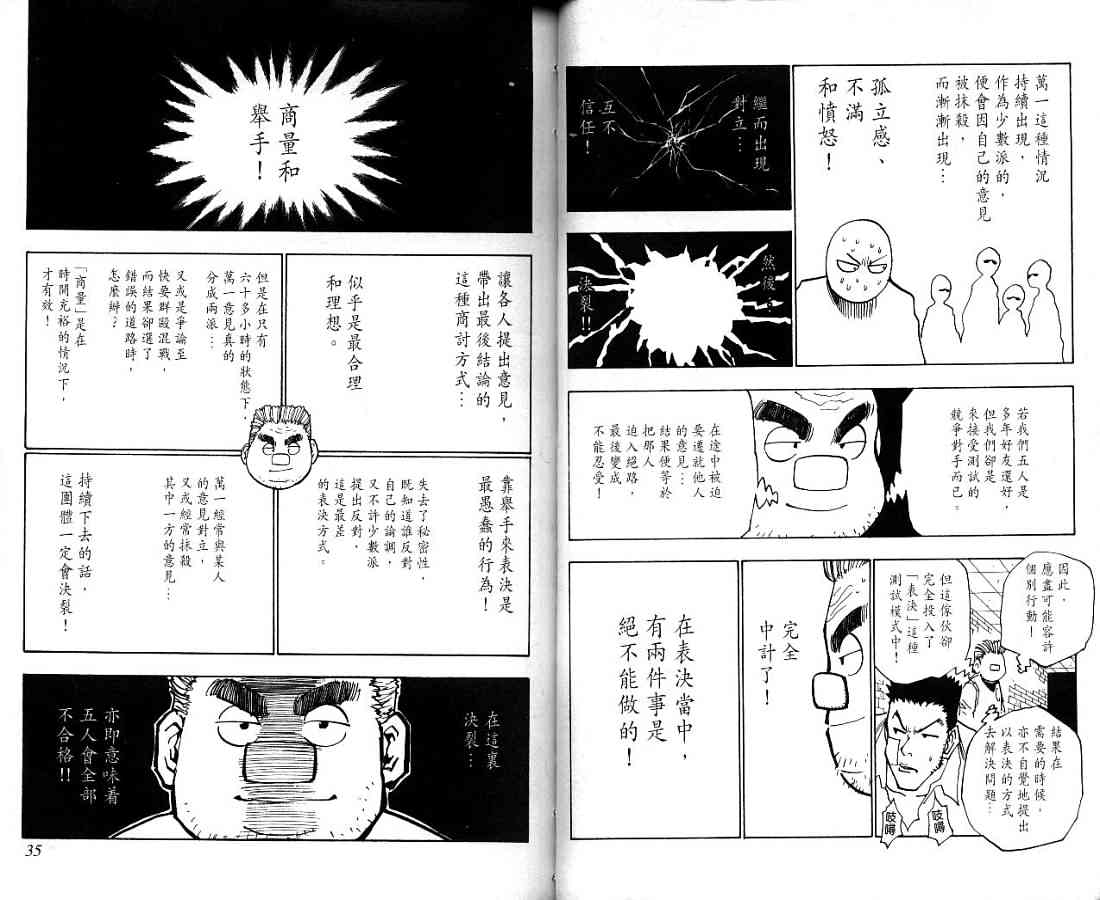 萬一這種情況
持續出現，
作為少數派的，
便會因自己的意見
被抹殺，
而漸漸出現…
孤立感、
不滿
和憤怒！
繼而出現
對立…
互不
信任！
然後…
決裂!!
若我們五人是
多年好友還好，
但我們卻是
來接受測試的
競爭對手而已。
在途中被迫
要遷就他人
的意見…
結果便等於
把那人
迫入絕路，
最後變成
不能忍受！
因此，
應盡可能容許
個別行動！
但這傢伙卻
完全投入了
「表決」這種
測試模式中！
結果在
需要的時候，
亦不自覺地提出
以表決的方式
去解決問題…
吱嘚
吱嘚
完全
中計了！
在表決當中，
有兩件事是
絕不能做的！
商量和
舉手！
讓各人提出意見，
帶出最後結論的
這種商討方式…
似乎是最合理
和理想。
但是在只有
六十多小時的狀態下，
萬一意見真的
分成兩派…
又或是爭論至
快要群毆混戰，
而結果卻選了
錯誤的道路時，
怎麼辦？
「商量」是在
時間充裕的情況下，
才有效！
靠舉手來表決是
最愚蠢的行為！
失去了秘密性，
既知道誰反對
自己的論調，
又不許少數派
提出反對，
這是最差
的表決方式。
萬一經常與某人
的意見對立，
又或經常抹殺
其中一方的意見…
持續下去的話，
這團體一定會決裂！
在這裏
決裂…
亦即意味着
五人會全部
不合格!!
35